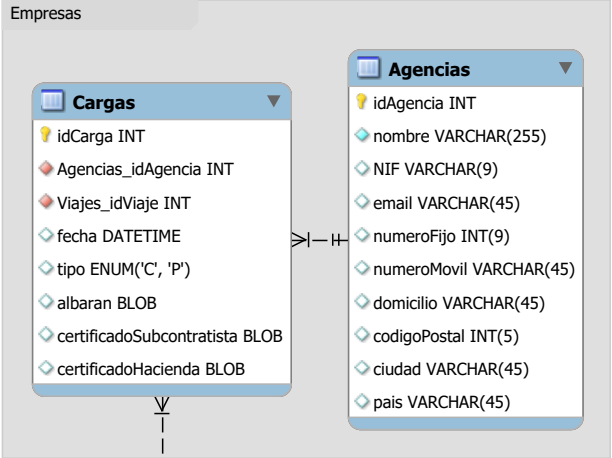 Empresas
Cargas
idCarga INT
Agencias_idAgencia INT
Viajes_idViaje INT
fecha DATETIME
tipo ENUM('C', 'P')
albaran BLOB
certificadoSubcontratista BLOB
certificadoHacienda BLOB
Agencias
idAgencia INT
nombre VARCHAR(255)
NIF VARCHAR(9)
email VARCHAR(45)
numeroFijo INT(9)
numeroMovil VARCHAR(45)
domicilio VARCHAR(45)
codigoPostal INT(5)
ciudad VARCHAR(45)
pais VARCHAR(45)